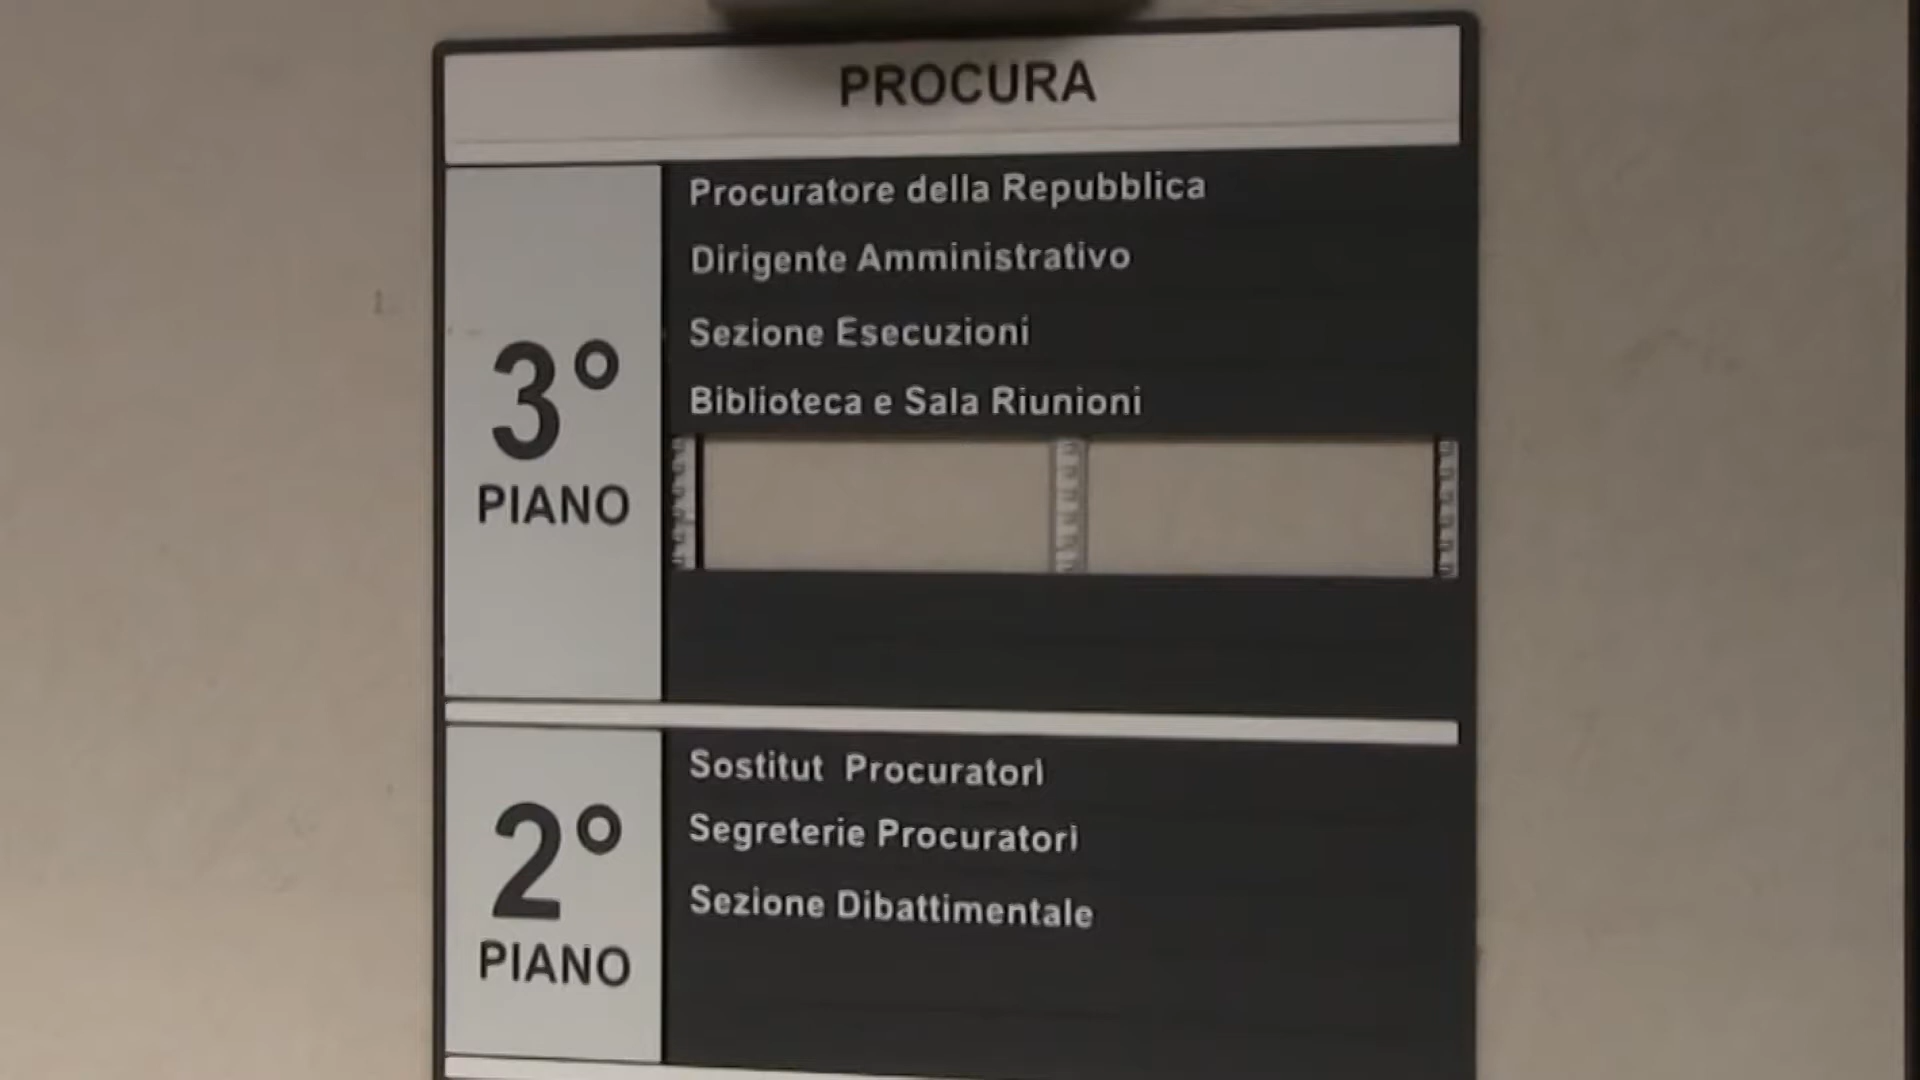 PROCURA
3°
PIANO
Procuratore della Repubblica
Dirigente Amministrativo
Sezione Esecuzioni
Biblioteca e Sala Riunioni
2°
PIANO
Sostitut Procuratori
Segreterie Procuratori
Sezione Dibattimentale